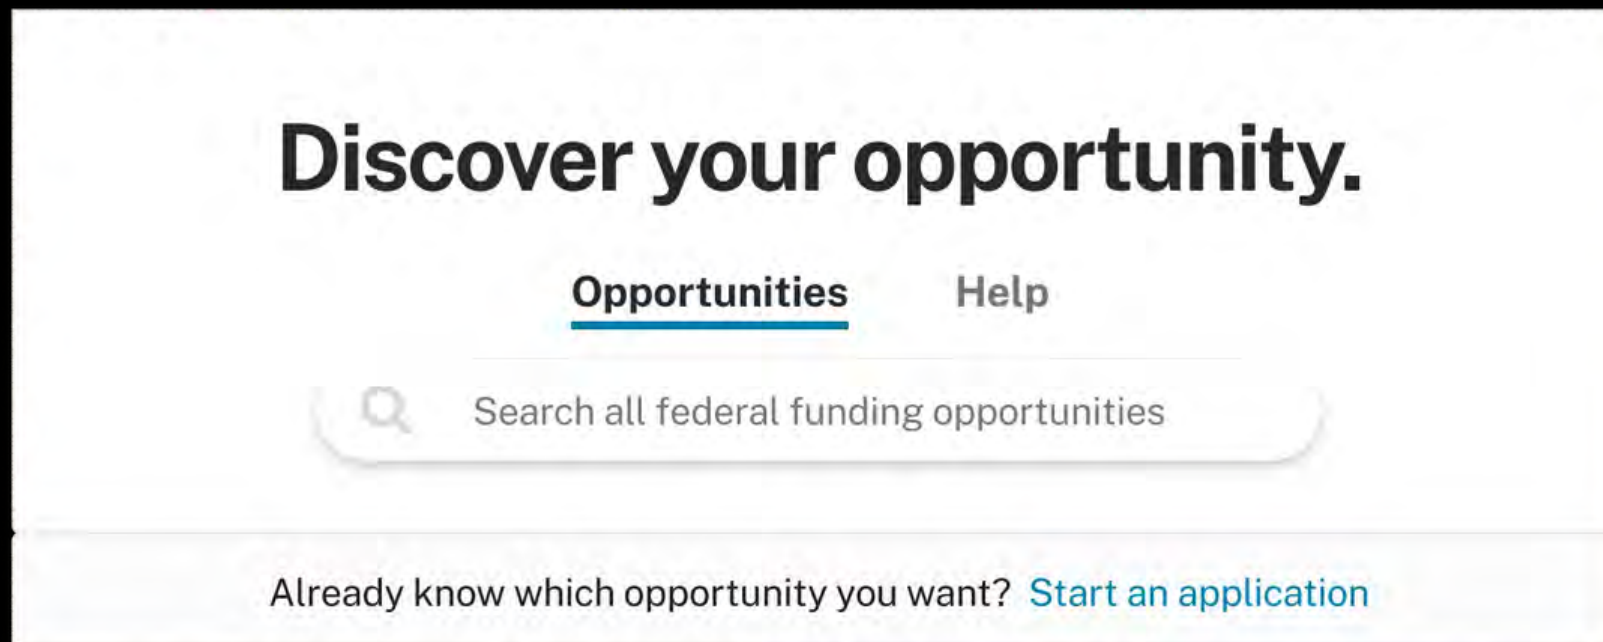 Discover your opportunity.
Opportunities Help
Search all federal funding opportunities
Already know which opportunity you want? Start an application